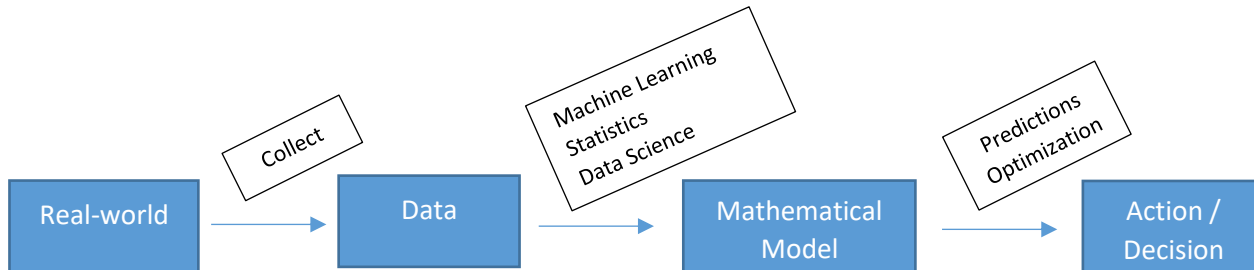 Collect
Machine Learning
Statistics
Data Science
Predictions
Optimization
Real-world
Data
Mathematical
Model
Action /
Decision